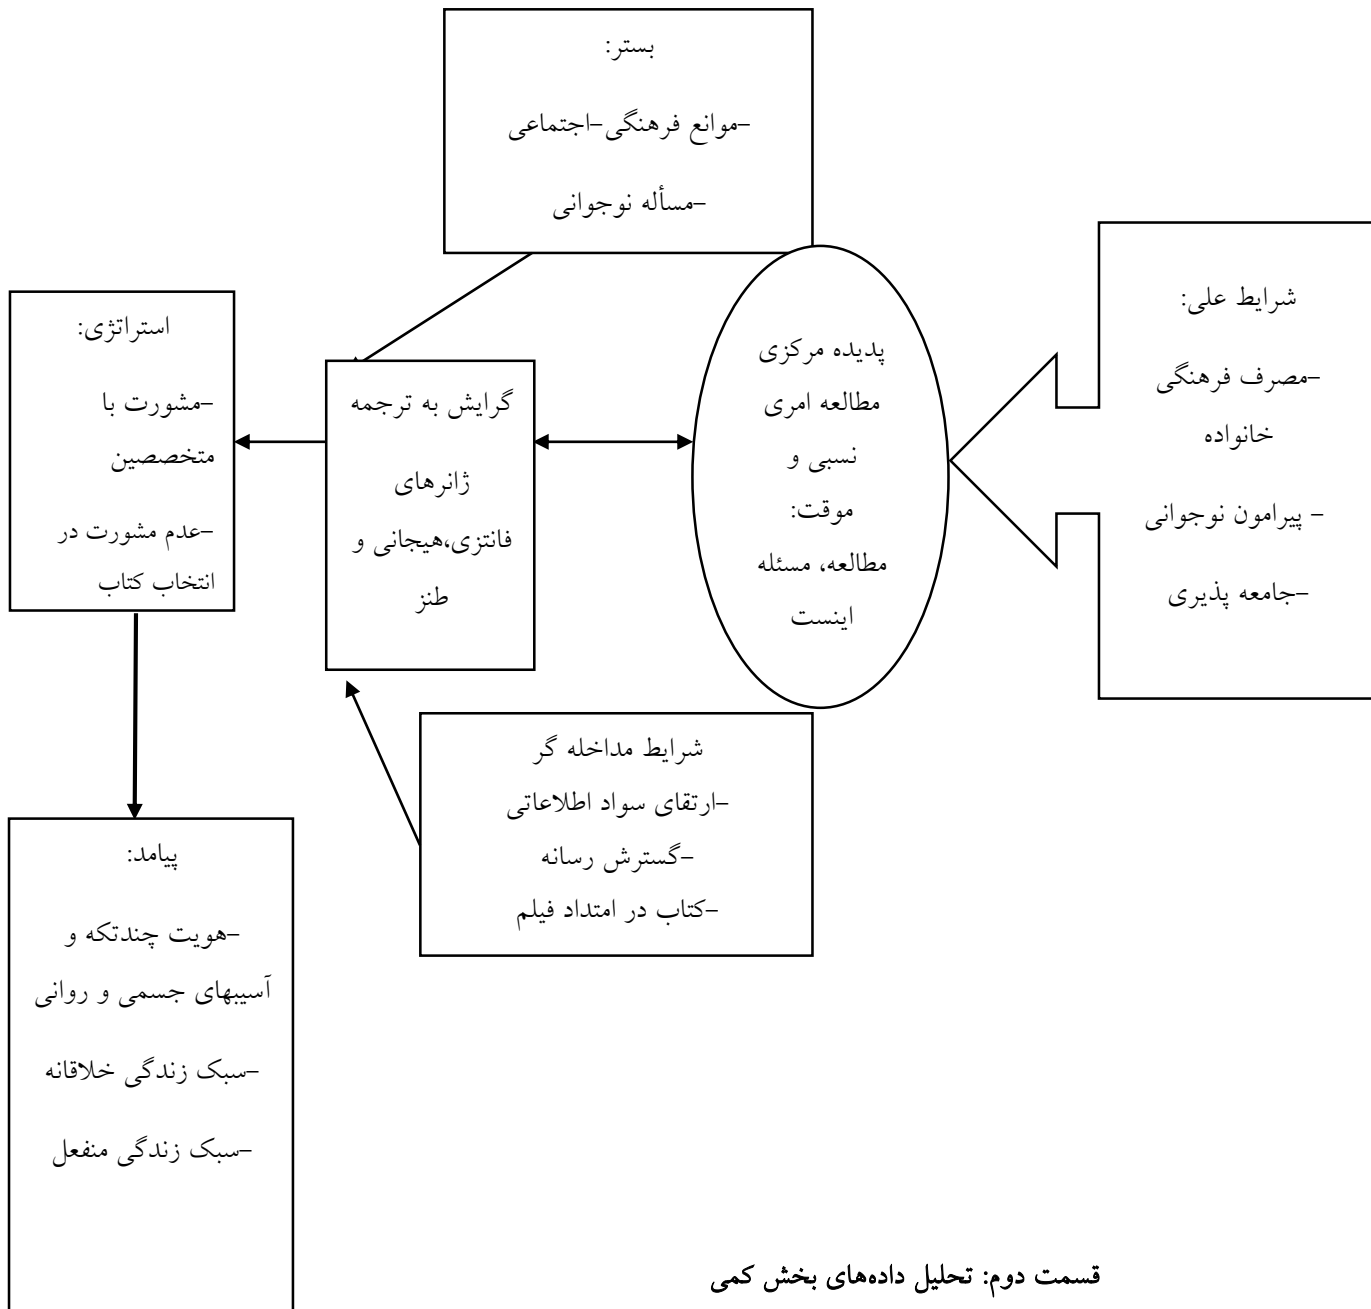 بستر:
-موانع فرهنگی-اجتماعی
-مسأله نوجوانی
شرایط علی:
-مصرف فرهنگی
خانواده
- پیرامون نوجوانی
-جامعه پذیری
پدیده مرکزی
مطالعه امری
نسبی و
موقت:
مطالعه، مسئله
اینست
گرایش به ترجمه
ژانرهای
فانتزی،هیجانی و
طنز
استراتژی:
-مشورت با
متخصصین
-عدم مشورت در
انتخاب کتاب
شرایط مداخله گر
-ارتقای سواد اطلاعاتی
-گسترش رسانه
-کتاب در امتداد فیلم
پیامد:
-هویت چندتکه و
آسیبهای جسمی و روانی
-سبک زندگی خلاقانه
-سبک زندگی منفعل
قسمت دوم: تحلیل داده‌های بخش کمی